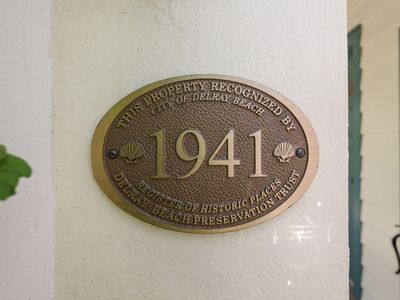 THIS PROPERTY RECOGNIZED BY
CITY OF DELRAY BEACH
1941
REGISTER OF HISTORIC PLACES
DELRAY BEACH PRESERVATION TRUST